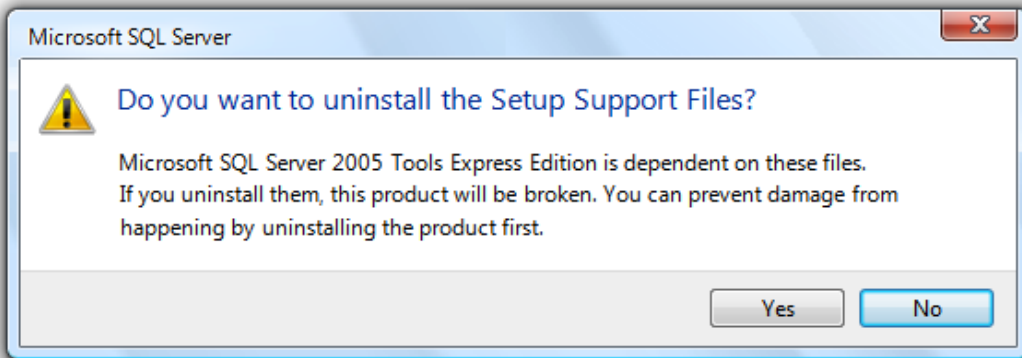 Microsoft SQL Server
Do you want to uninstall the Setup Support Files?
Microsoft SQL Server 2005 Tools Express Edition is dependent on these files.
If you uninstall them, this product will be broken. You can prevent damage from
happening by uninstalling the product first.
Yes No